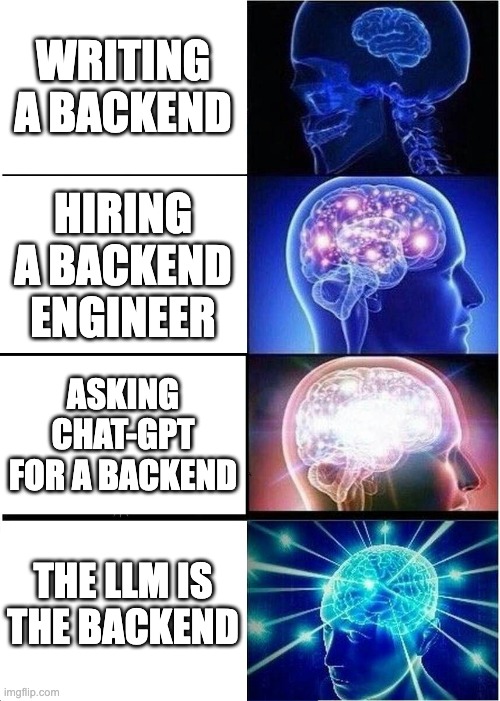 WRITING
A BACKEND
HIRING
A BACKEND
ENGINEER
ASKING
CHAT-GPT
FOR A BACKEND
THE LLM IS
THE BACKEND
imgflip.com